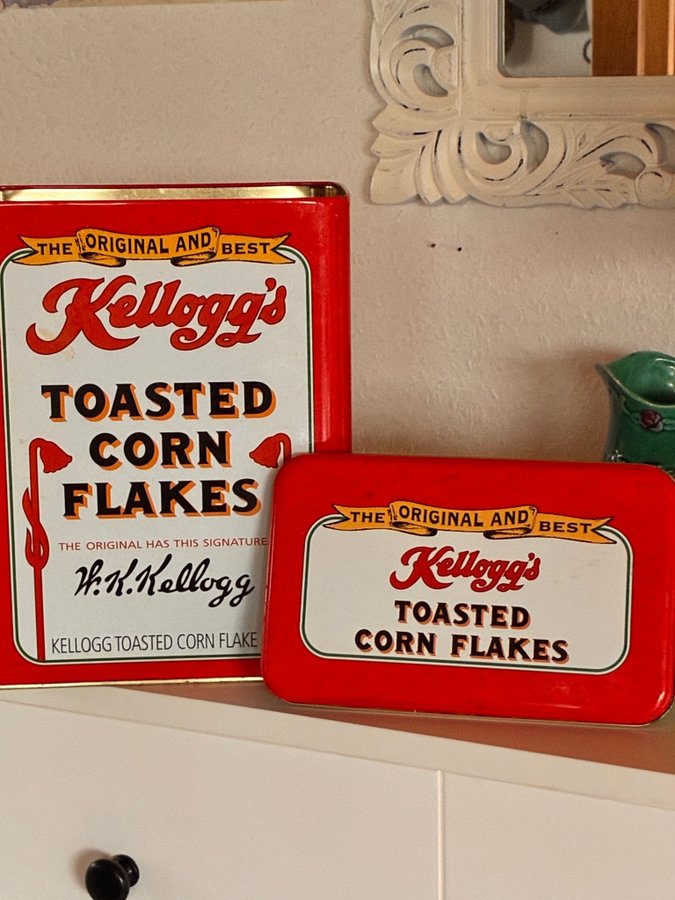 THE ORIGINAL AND BEST
Kellogg's
TOASTED
CORN
FLAKES
THE ORIGINAL HAS THIS SIGNATURE
W.K.Kellogg
KELLOGG TOASTED CORN FLAKE
THE ORIGINAL AND BEST
Kellogg's
TOASTED
CORN FLAKES